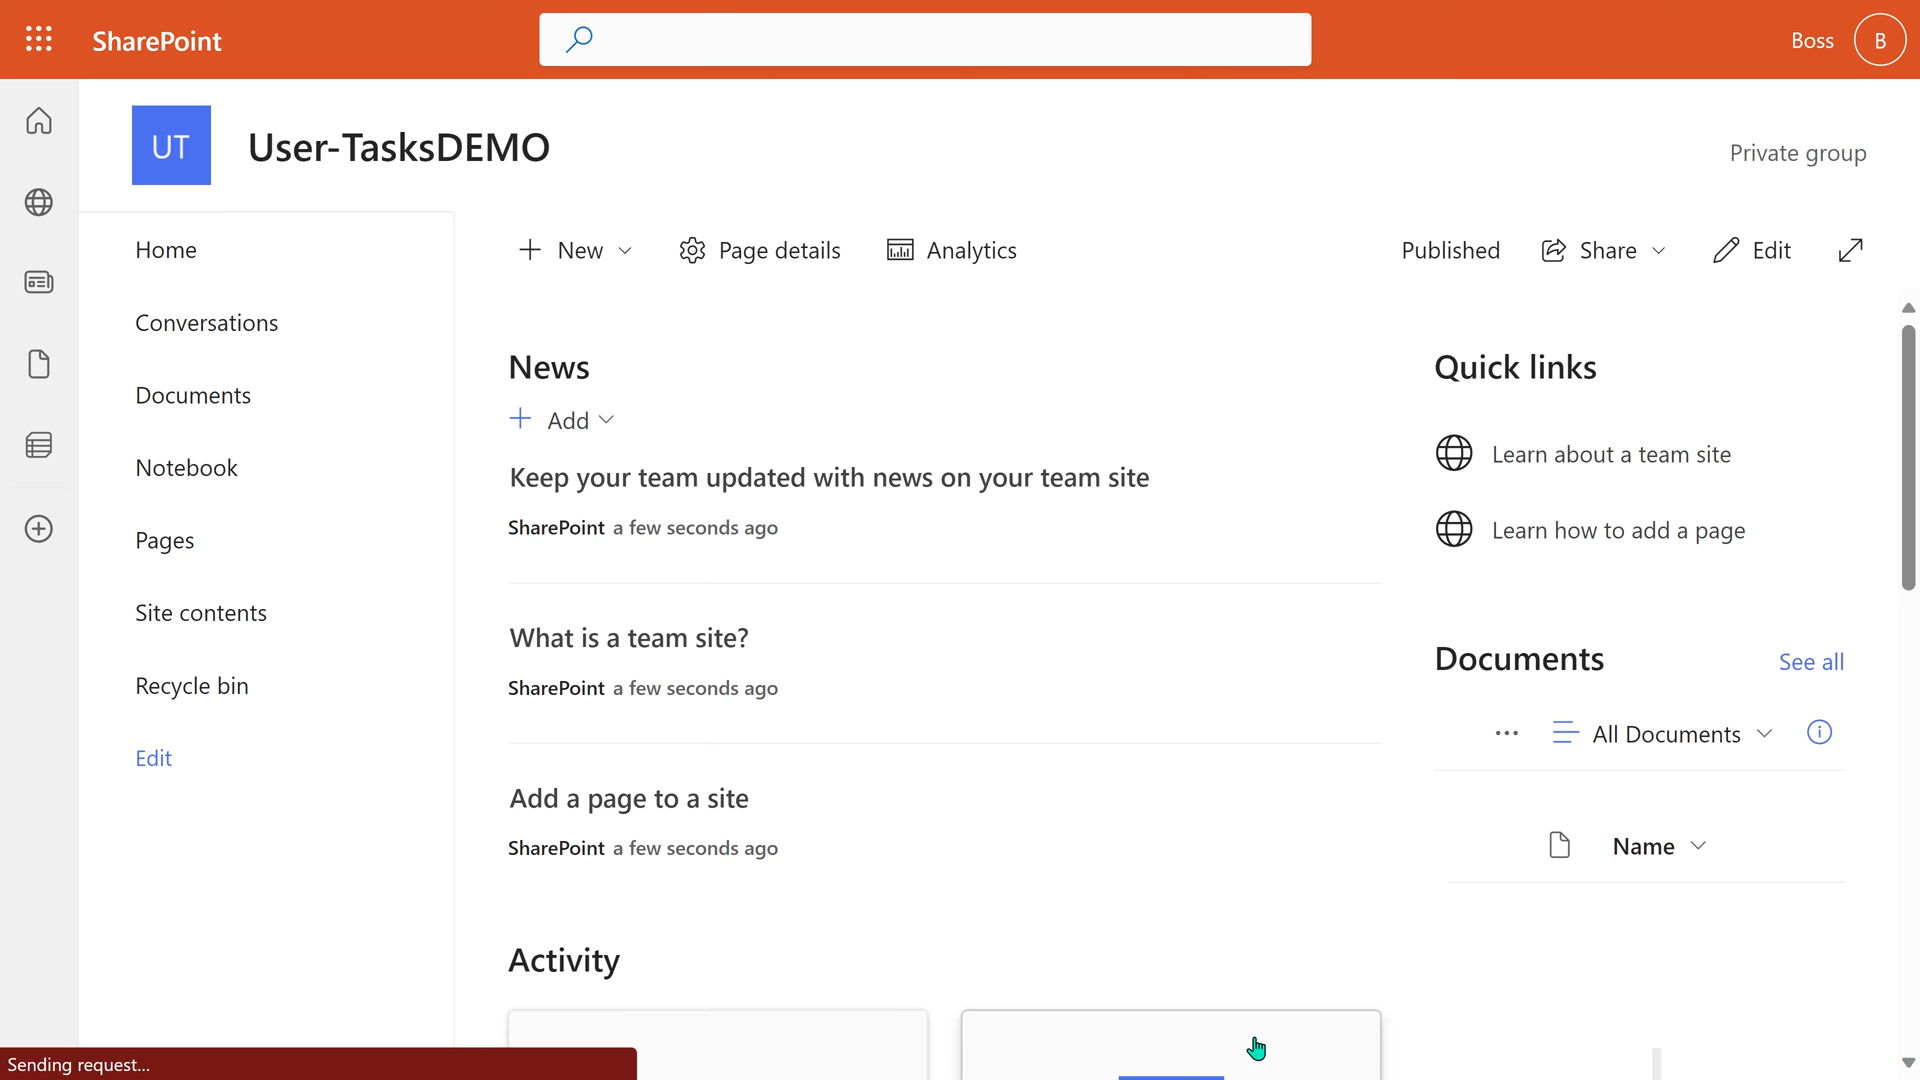 SharePoint
Boss
B
UT
User-TasksDEMO
Private group
Home
Conversations
Documents
Notebook
Pages
Site contents
Recycle bin
Edit
New
Page details
Analytics
Published
Share
Edit
News
Add
Keep your team updated with news on your team site
SharePoint a few seconds ago
What is a team site?
SharePoint a few seconds ago
Add a page to a site
SharePoint a few seconds ago
Activity
Quick links
Learn about a team site
Learn how to add a page
Documents
See all
All Documents
Name
Sending request...